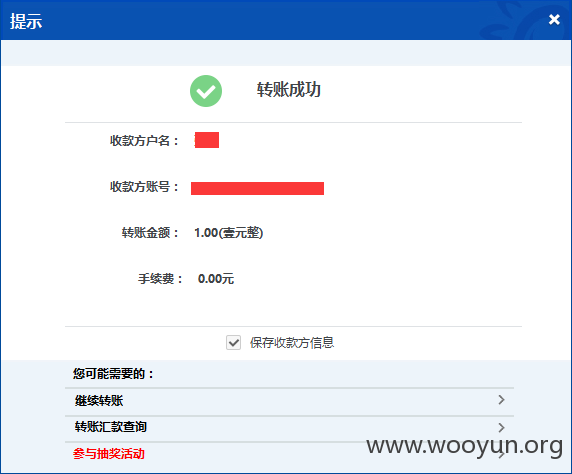 提示
转账成功
收款方户名：
收款方账号：
转账金额： 1.00(壹元整)
手续费： 0.00元
保存收款方信息
您可能需要的：
继续转账
转账汇款查询
参与抽奖活动
www.wooyun.org